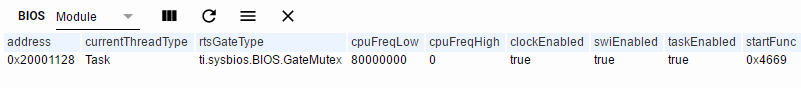 BIOS Module
address currentThreadType rtsGateType cpuFreqLow cpuFreqHigh clockEnabled swiEnabled taskEnabled startFunc
0x20001128 Task ti.sysbios.BIOS.GateMutex 80000000 0 true true true 0x4669